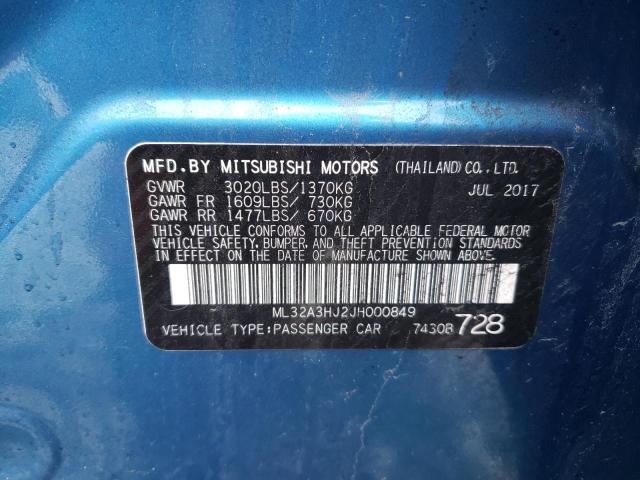 MFD.BY MITSUBISHI MOTORS (THAILAND)CO.,LTD.
GVWR 3020LBS/1370KG JUL 2017
GAWR FR 1609LBS/ 730KG
GAWR RR 1477LBS/ 670KG
THIS VEHICLE CONFORMS TO ALL APPLICABLE FEDERAL MOTOR
VEHICLE SAFETY, BUMPER, AND THEFT PREVENTION STANDARDS
IN EFFECT ON THE DATE OF MANUFACTURE SHOWN ABOVE.
ML32A3HJ2JH000849
VEHICLE TYPE:PASSENGER CAR 7430B 728